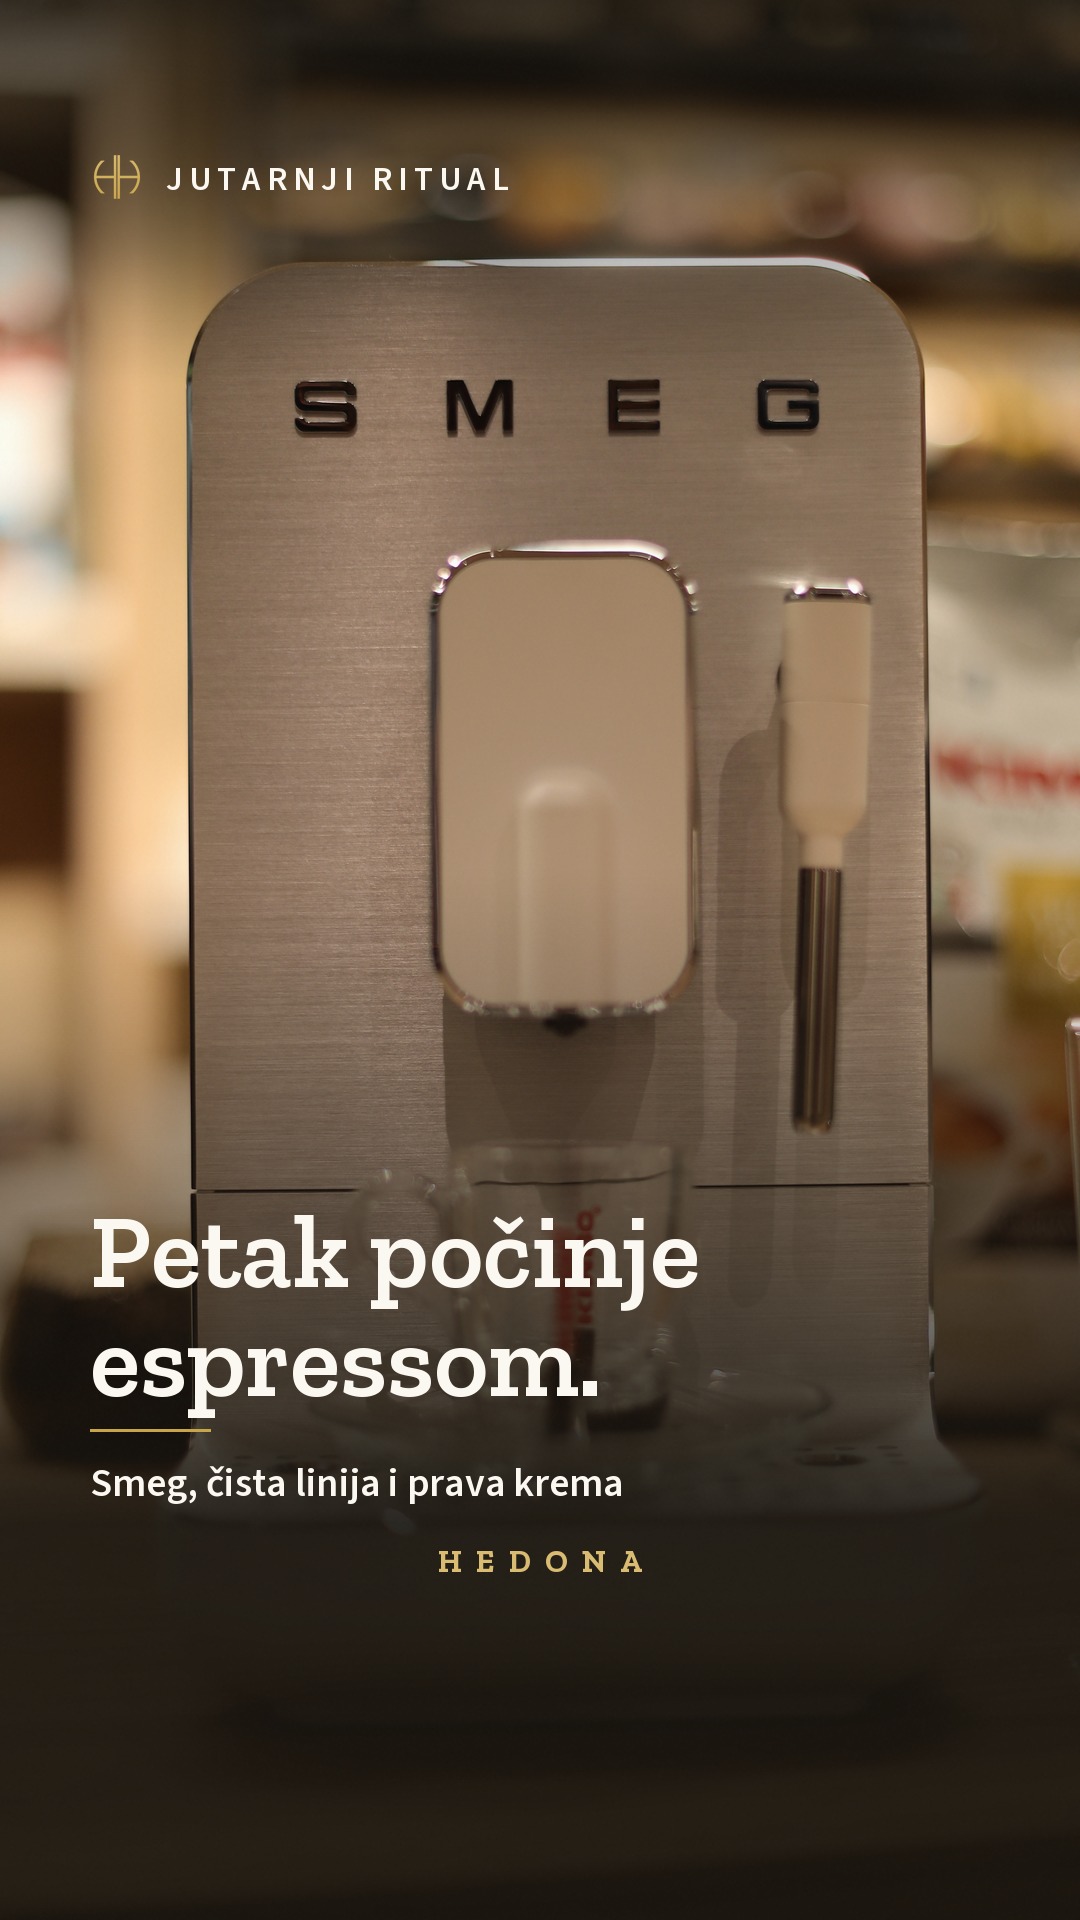 JUTARNJI RITUAL
SMEG
Petak počinje
espressom.
Smeg, čista linija i prava krema
HEDONA